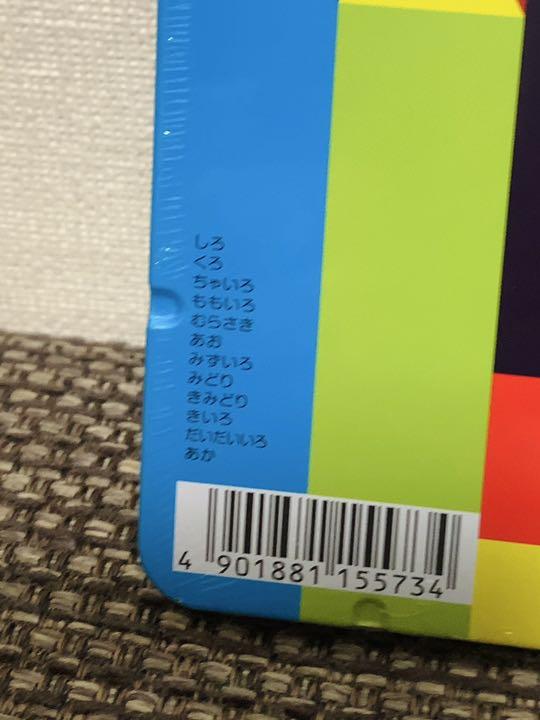 しろ
くろ
ちゃいろ
ももいろ
むらさき
あお
みずいろ
みどり
きみどり
きいろ
だいだいいろ
あか
4 901881 155734